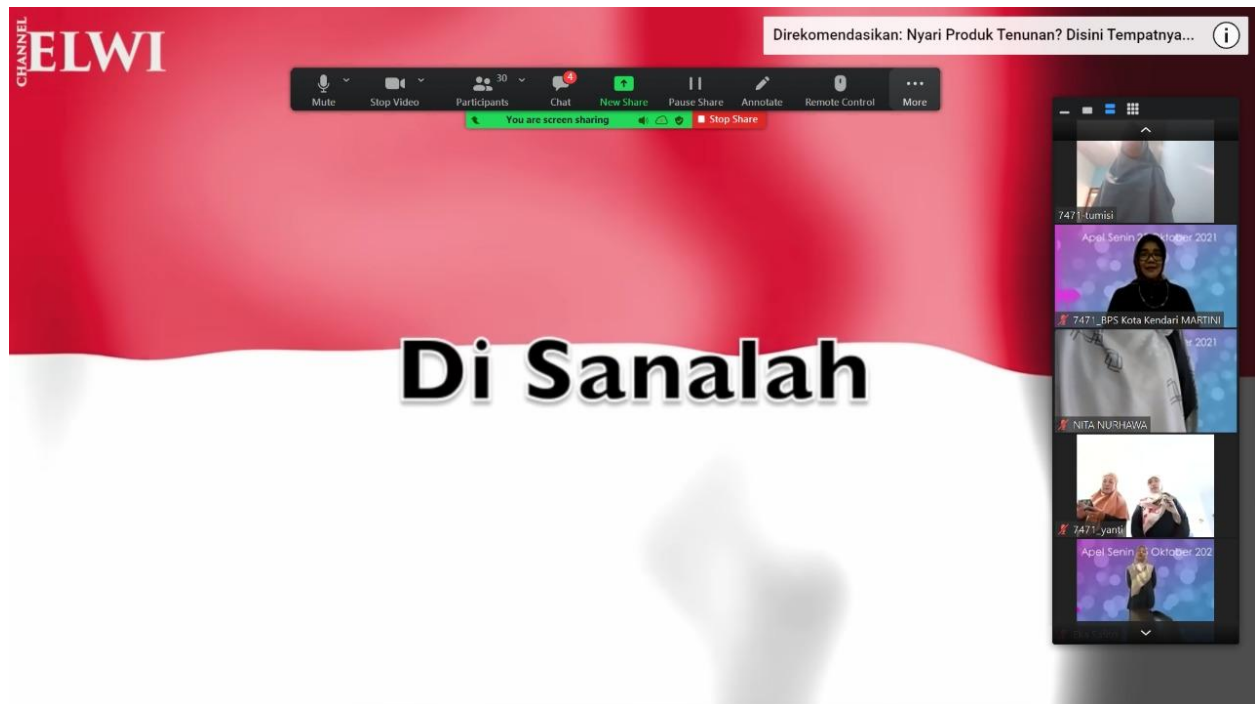 CHANNEL ELWI
Direkomendasikan: Nyari Produk Tenunan? Disini Tempatnya...
30
4
Mute
Stop Video
Participants
Chat
New Share
Pause Share
Annotate
Remote Control
More
You are screen sharing
Stop Share
Di Sanalah
7471-tumisi
Apel Senin Oktober 2021
7471_BPS Kota Kendari MARTINI
2021
NITA NURHAWA
7471_yanti
Apel Senin Oktober 202